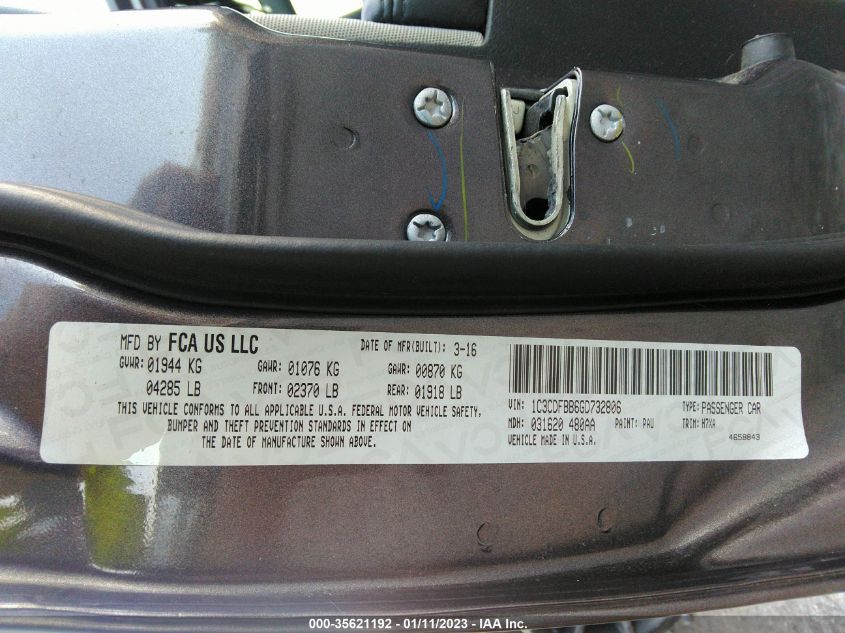 MFD BY FCA US LLC
DATE OF MFR(BUILT): 3-16
GVWR: 01944 KG GAWR: 01076 KG GAWR: 00870 KG
04285 LB FRONT: 02370 LB REAR: 01918 LB
THIS VEHICLE CONFORMS TO ALL APPLICABLE U.S.A. FEDERAL MOTOR VEHICLE SAFETY,
BUMPER AND THEFT PREVENTION STANDARDS IN EFFECT ON
THE DATE OF MANUFACTURE SHOWN ABOVE.
VIN: 1C3CDFBB6GD732806 TYPE: PASSENGER CAR
MDH: 031620 480AA PAINT: PAU TRIM: H7XA
VEHICLE MADE IN U.S.A. 4658843
000-35621192 - 01/11/2023 - IAA Inc.